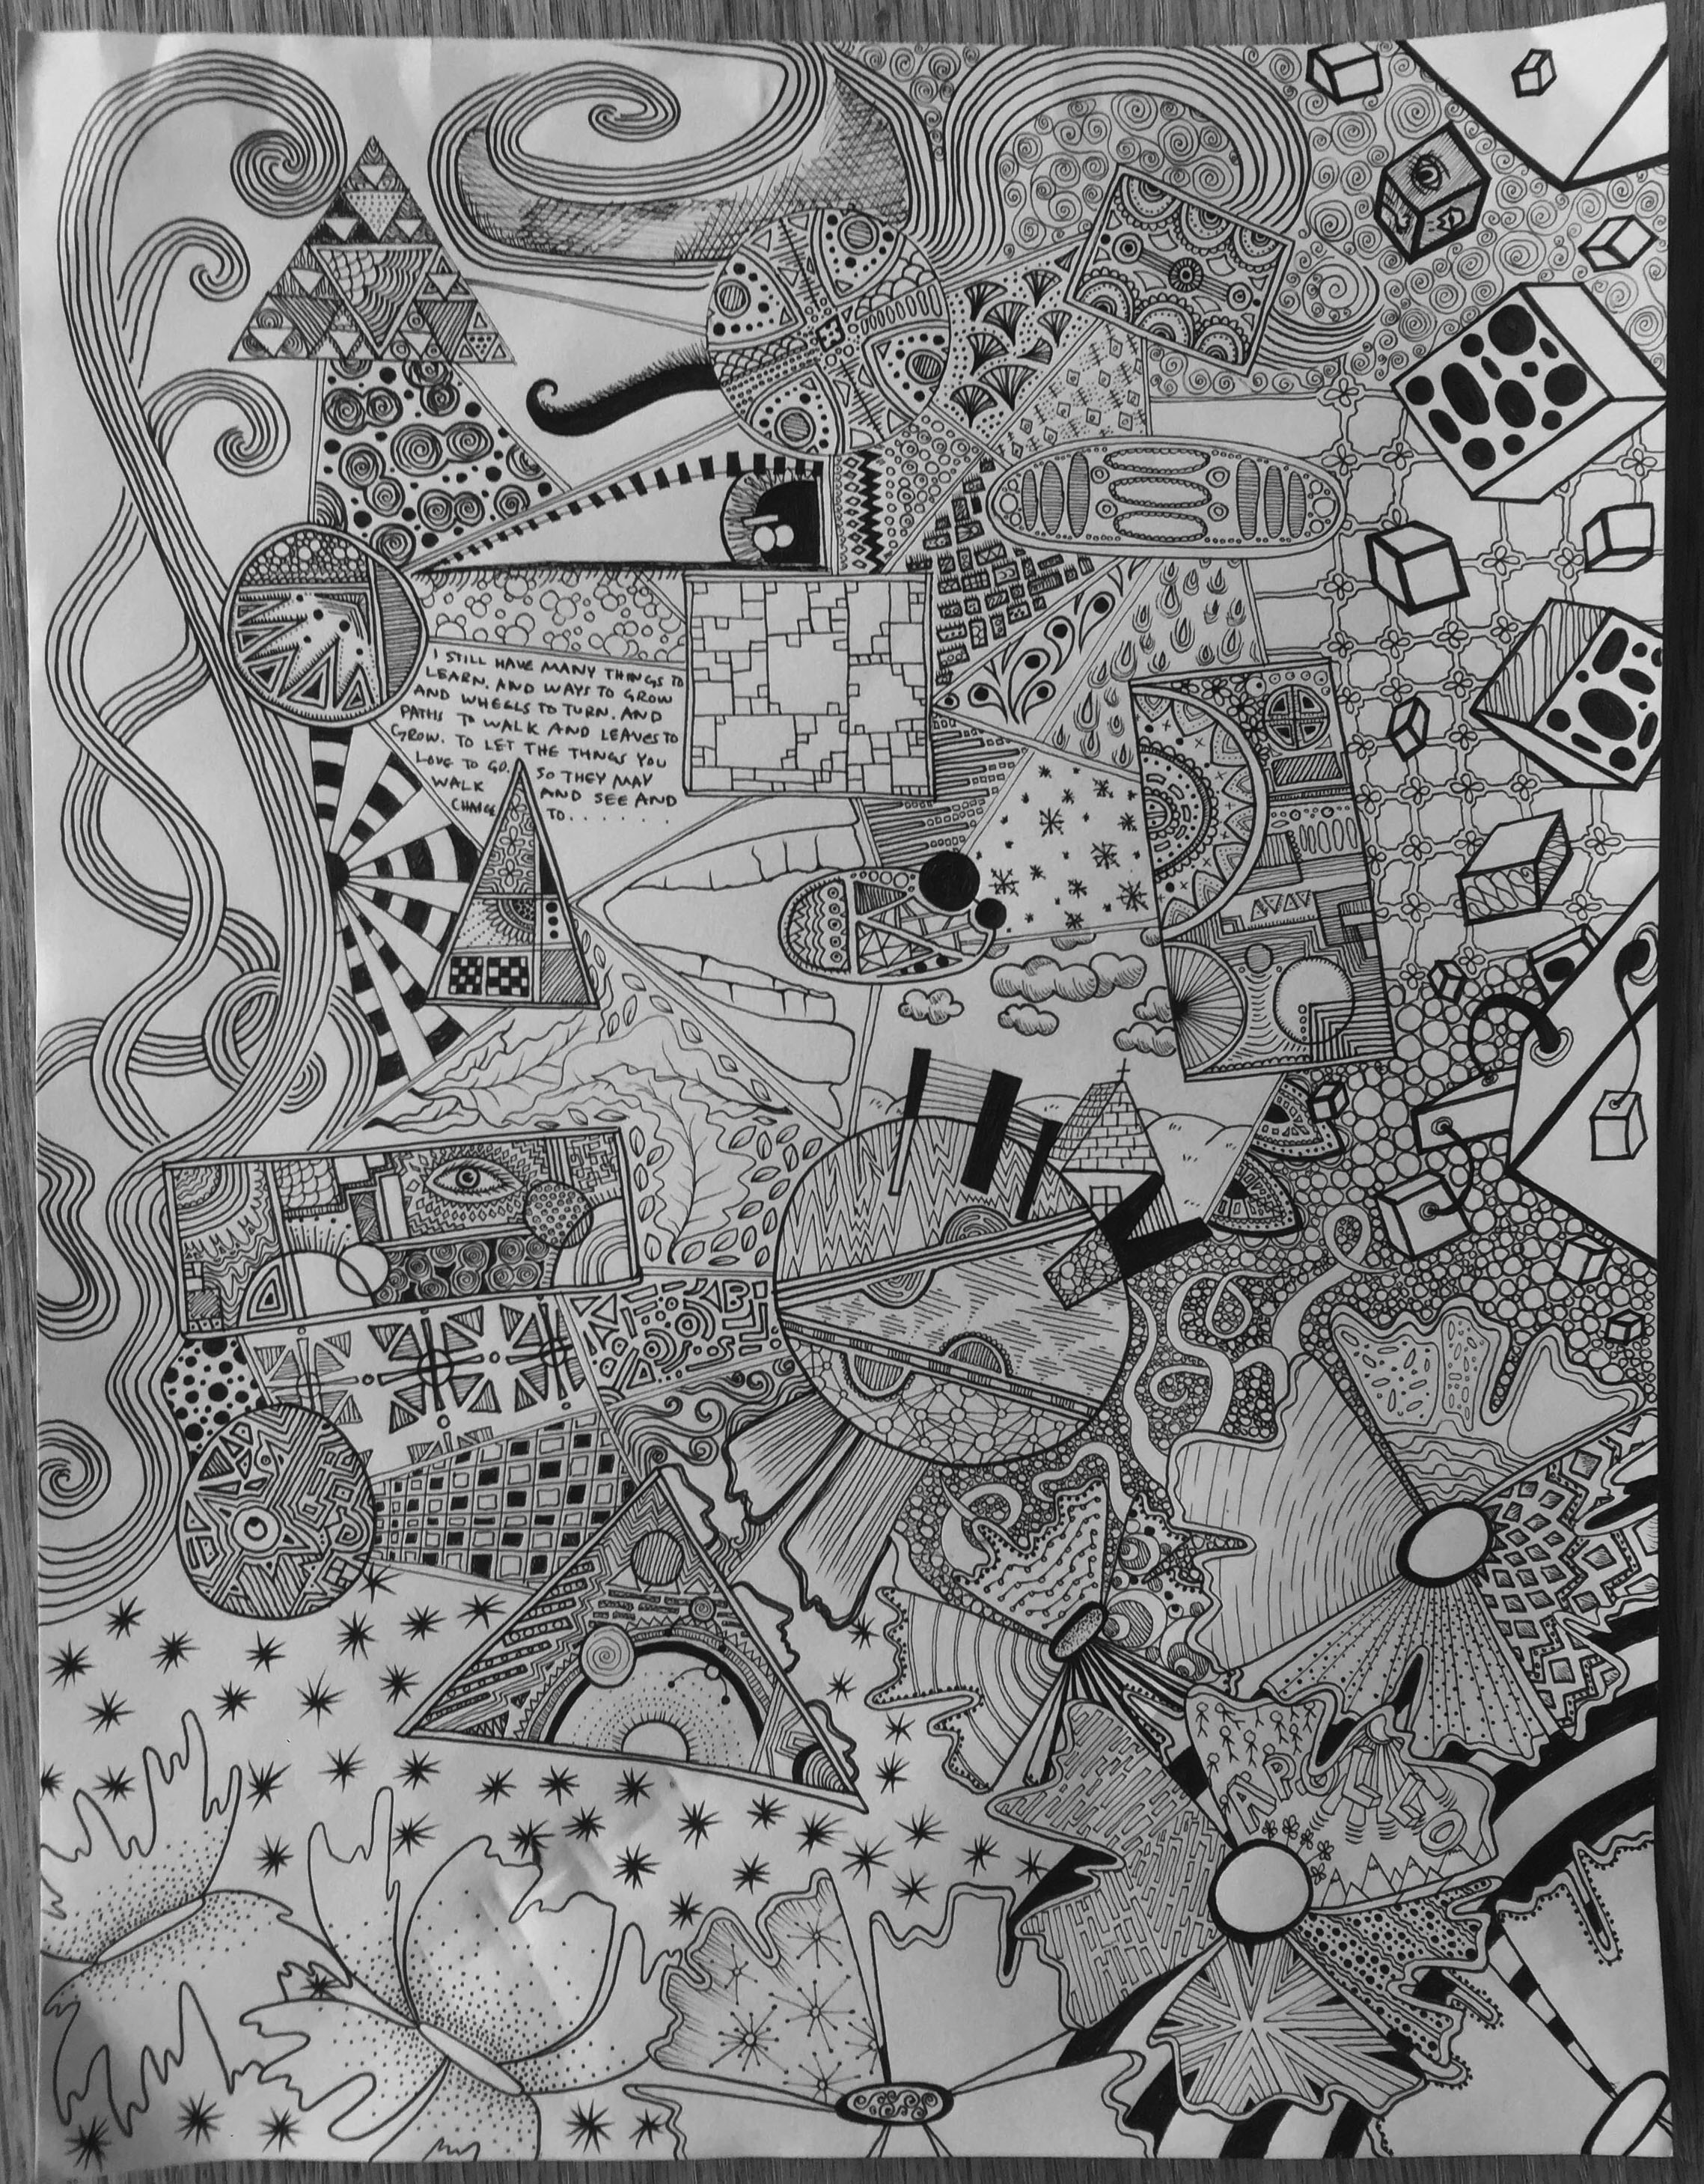 I STILL HAVE MANY THINGS TO
LEARN. AND WAYS TO GROW
AND WHEELS TO TURN. AND
PATHS TO WALK AND LEAVES TO
GROW. TO LET THE THINGS YOU
LOVE TO GO. SO THEY MAY
WALK AND SEE AND
CHANGE TO.......
APOLLO